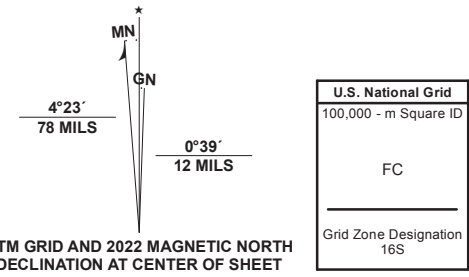 MN
GN
4°23´
78 MILS
0°39´
12 MILS
TM GRID AND 2022 MAGNETIC NORTH
DECLINATION AT CENTER OF SHEET
U.S. National Grid
100,000 - m Square ID
FC
Grid Zone Designation
16S